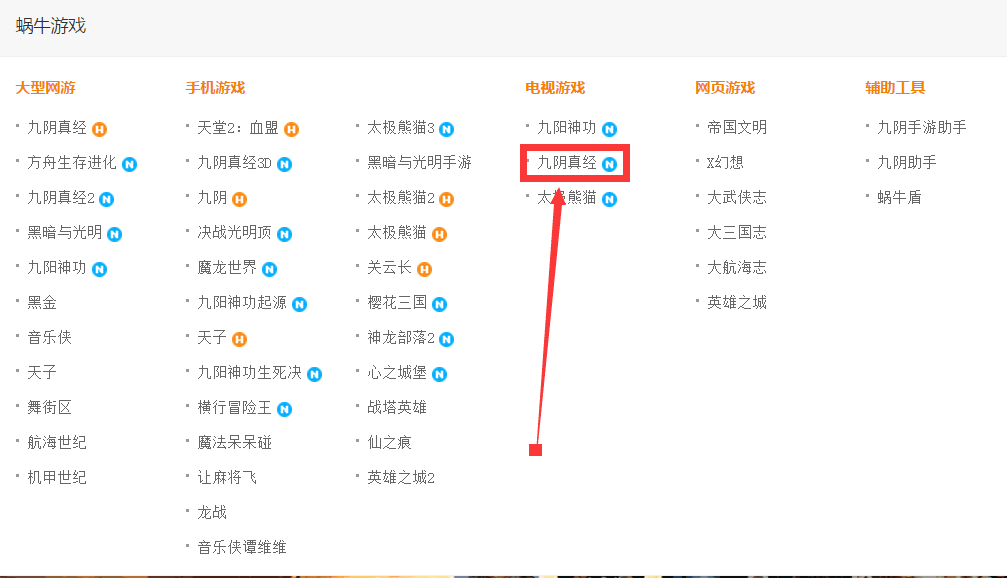 蜗牛游戏
大型网游
九阴真经 H
方舟生存进化 N
九阴真经2 N
黑暗与光明 N
九阳神功 N
黑金
音乐侠
天子
舞街区
航海世纪
机甲世纪
手机游戏
天堂2：血盟 H
九阴真经3D N
九阴 H
决战光明顶 N
魔龙世界 N
九阳神功起源 N
天子 H
九阳神功生死决 N
横行冒险王 N
魔法呆呆碰
让麻将飞
龙战
音乐侠谭维维
太极熊猫3 N
黑暗与光明手游
太极熊猫2 H
太极熊猫 H
关云长 H
樱花三国 N
神龙部落2 N
心之城堡 N
战塔英雄
仙之痕
英雄之城2
电视游戏
九阳神功 N
九阴真经 N
太极熊猫 N
网页游戏
帝国文明
X幻想
大武侠志
大三国志
大航海志
英雄之城
辅助工具
九阴手游助手
九阴助手
蜗牛盾